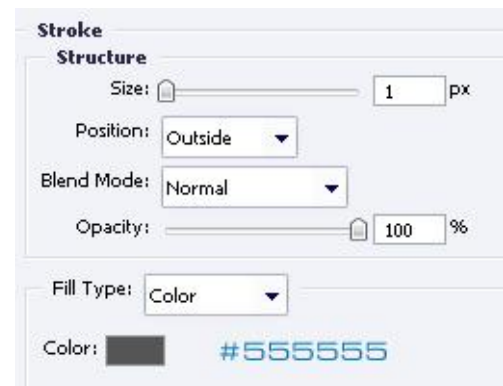 Stroke
Structure
Size: 1 px
Position: Outside
Blend Mode: Normal
Opacity: 100 %
Fill Type: Color
Color: #555555